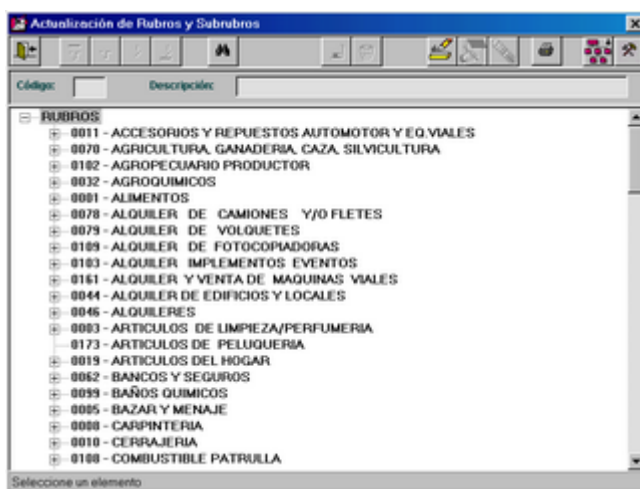 Actualización de Rubros y Subrubros
Código: Descripción:
RUBROS
0011 - ACCESORIOS Y REPUESTOS AUTOMOTOR Y EQ.VIALES
0070 - AGRICULTURA, GANADERIA, CAZA, SILVICULTURA
0102 - AGROPECUARIO PRODUCTOR
0032 - AGROQUIMICOS
0001 - ALIMENTOS
0078 - ALQUILER DE CAMIONES Y/O FLETES
0079 - ALQUILER DE VOLQUETES
0109 - ALQUILER DE FOTOCOPIADORAS
0103 - ALQUILER IMPLEMENTOS EVENTOS
0161 - ALQUILER Y VENTA DE MAQUINAS VIALES
0044 - ALQUILER DE EDIFICIOS Y LOCALES
0046 - ALQUILERES
0003 - ARTICULOS DE LIMPIEZA/PERFUMERIA
0173 - ARTICULOS DE PELUQUERIA
0019 - ARTICULOS DEL HOGAR
0062 - BANCOS Y SEGUROS
0099 - BAÑOS QUIMICOS
0005 - BAZAR Y MENAJE
0008 - CARPINTERIA
0010 - CERRAJERIA
0108 - COMBUSTIBLE PATRULLA
Seleccione un elemento